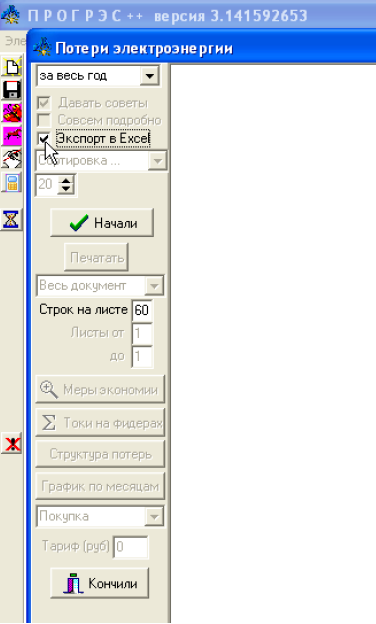 ПРОГРЭС++ версия 3.141592653
Эле
Потери электроэнергии
за весь год
Давать советы
Совсем подробно
Экспорт в Excel
Сортировка ...
20
Начали
Печатать
Весь документ
Строк на листе 60
Листы от 1
до 1
Меры экономии
Токи на фидерах
Структура потерь
График по месяцам
Покупка
Тариф (руб) 0
Кончили